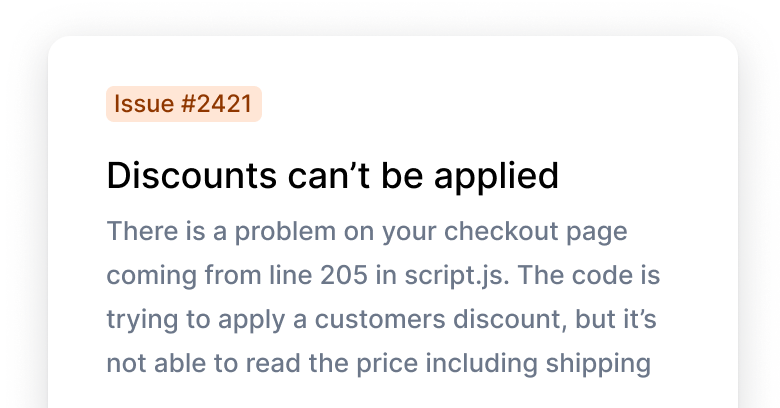 Issue #2421
Discounts can’t be applied
There is a problem on your checkout page
coming from line 205 in script.js. The code is
trying to apply a customers discount, but it’s
not able to read the price including shipping